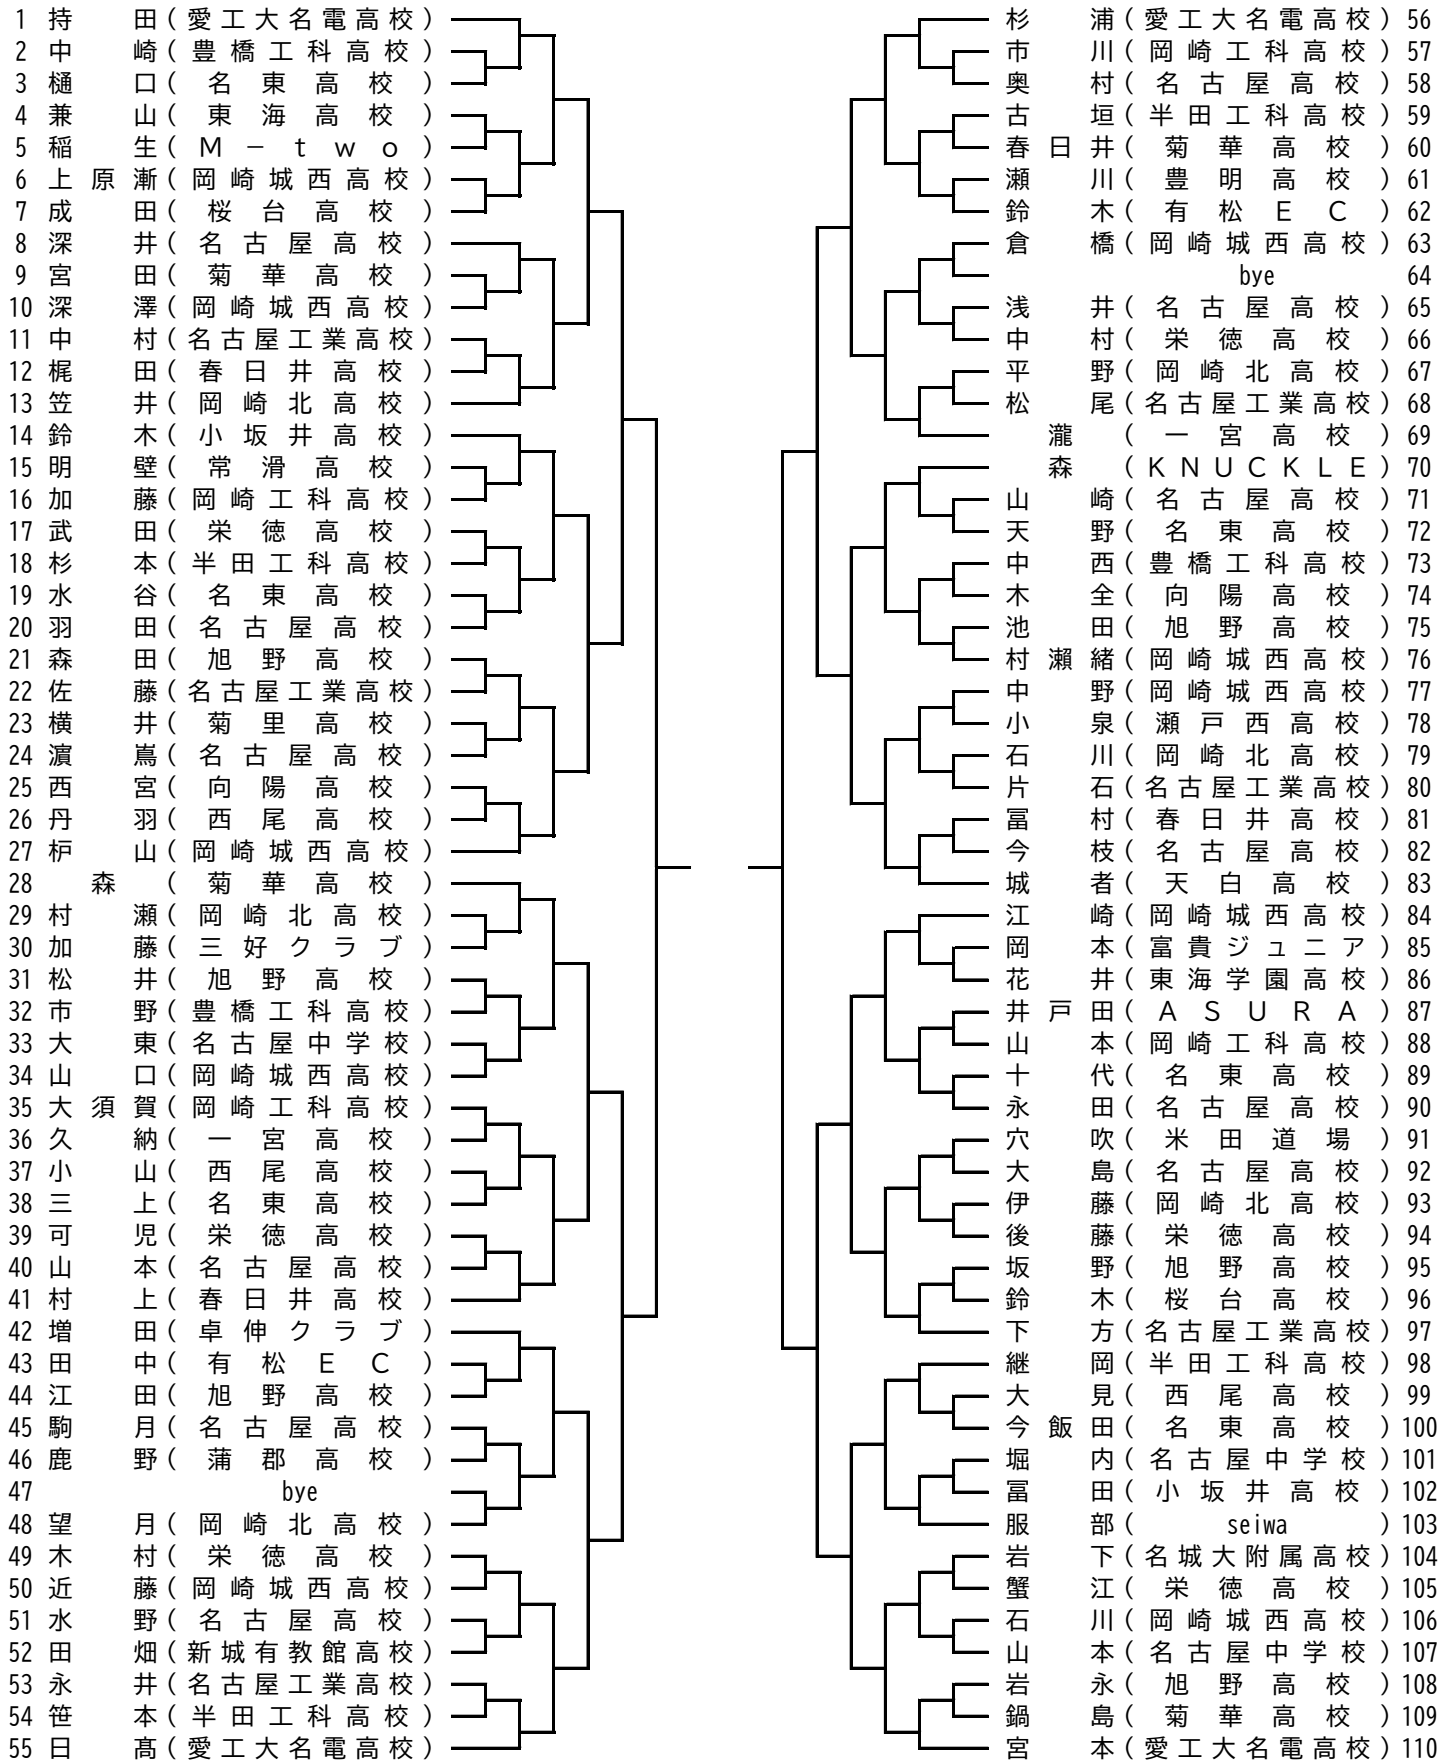 1 持田(愛工大名電高校)
2 中崎(豊橋工科高校)
3 樋口(名東高校)
4 兼山(東海高校)
5 稲生(M-two)
6 上原漸(岡崎城西高校)
7 成田(桜台高校)
8 深井(名古屋高校)
9 宮田(菊華高校)
10 深澤(岡崎城西高校)
11 中村(名古屋工業高校)
12 梶田(春日井高校)
13 笠井(岡崎北高校)
14 鈴木(小坂井高校)
15 明壁(常滑高校)
16 加藤(岡崎工科高校)
17 武田(栄徳高校)
18 杉本(半田工科高校)
19 水谷(名東高校)
20 羽田(名古屋高校)
21 森田(旭野高校)
22 佐藤(名古屋工業高校)
23 横井(菊里高校)
24 濵嶌(名古屋高校)
25 西宮(向陽高校)
26 丹羽(西尾高校)
27 枦山(岡崎城西高校)
28 森(菊華高校)
29 村瀬(岡崎北高校)
30 加藤(三好クラブ)
31 松井(旭野高校)
32 市野(豊橋工科高校)
33 大東(名古屋中学校)
34 山口(岡崎城西高校)
35 大須賀(岡崎工科高校)
36 久納(一宮高校)
37 小山(西尾高校)
38 三上(名東高校)
39 可児(栄徳高校)
40 山本(名古屋高校)
41 村上(春日井高校)
42 増田(卓伸クラブ)
43 田中(有松EC)
44 江田(旭野高校)
45 駒月(名古屋高校)
46 鹿野(蒲郡高校)
47 bye
48 望月(岡崎北高校)
49 木村(栄徳高校)
50 近藤(岡崎城西高校)
51 水野(名古屋高校)
52 田畑(新城有教館高校)
53 永井(名古屋工業高校)
54 笹本(半田工科高校)
55 日髙(愛工大名電高校)
杉浦(愛工大名電高校) 56
市川(岡崎工科高校) 57
奥村(名古屋高校) 58
古垣(半田工科高校) 59
春日井(菊華高校) 60
瀬川(豊明高校) 61
鈴木(有松EC) 62
倉橋(岡崎城西高校) 63
bye 64
浅井(名古屋高校) 65
中村(栄徳高校) 66
平野(岡崎北高校) 67
松尾(名古屋工業高校) 68
瀧(一宮高校) 69
森(KNUCKLE) 70
山崎(名古屋高校) 71
天野(名東高校) 72
中西(豊橋工科高校) 73
木全(向陽高校) 74
池田(旭野高校) 75
村瀨緒(岡崎城西高校) 76
中野(岡崎城西高校) 77
小泉(瀬戸西高校) 78
石川(岡崎北高校) 79
片石(名古屋工業高校) 80
冨村(春日井高校) 81
今枝(名古屋高校) 82
城者(天白高校) 83
江崎(岡崎城西高校) 84
岡本(富貴ジュニア) 85
花井(東海学園高校) 86
井戸田(ASURA) 87
山本(岡崎工科高校) 88
十代(名東高校) 89
永田(名古屋高校) 90
穴吹(米田道場) 91
大島(名古屋高校) 92
伊藤(岡崎北高校) 93
後藤(栄徳高校) 94
坂野(旭野高校) 95
鈴木(桜台高校) 96
下方(名古屋工業高校) 97
継岡(半田工科高校) 98
大見(西尾高校) 99
今飯田(名東高校) 100
堀内(名古屋中学校) 101
冨田(小坂井高校) 102
服部(seiwa) 103
岩下(名城大附属高校) 104
蟹江(栄徳高校) 105
石川(岡崎城西高校) 106
山本(名古屋中学校) 107
岩永(旭野高校) 108
鍋島(菊華高校) 109
宮本(愛工大名電高校) 110